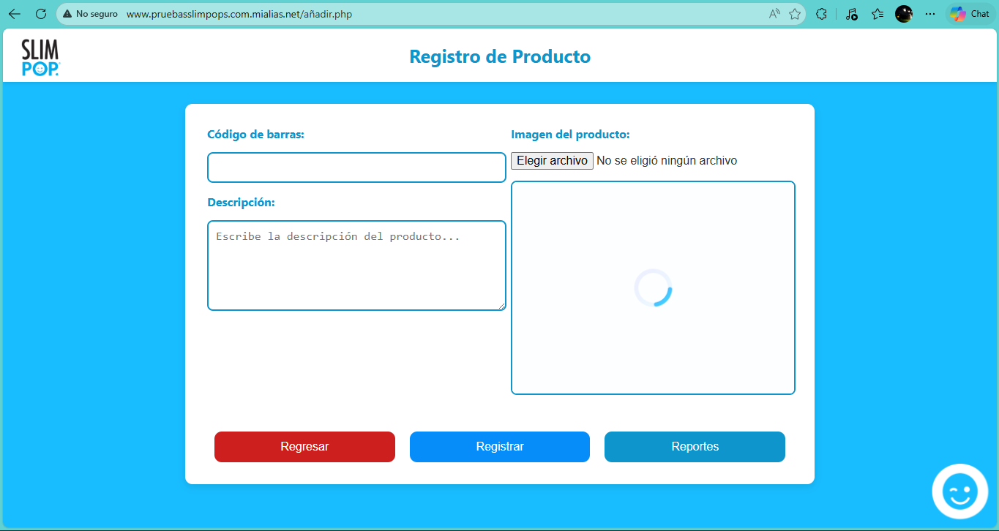 No seguro www.pruebasslimpops.com.mialias.net/añadir.php Chat
SLIM
POP.
Registro de Producto
Código de barras:
Imagen del producto:
Elegir archivo No se eligió ningún archivo
Descripción:
Escribe la descripción del producto...
Regresar
Registrar
Reportes